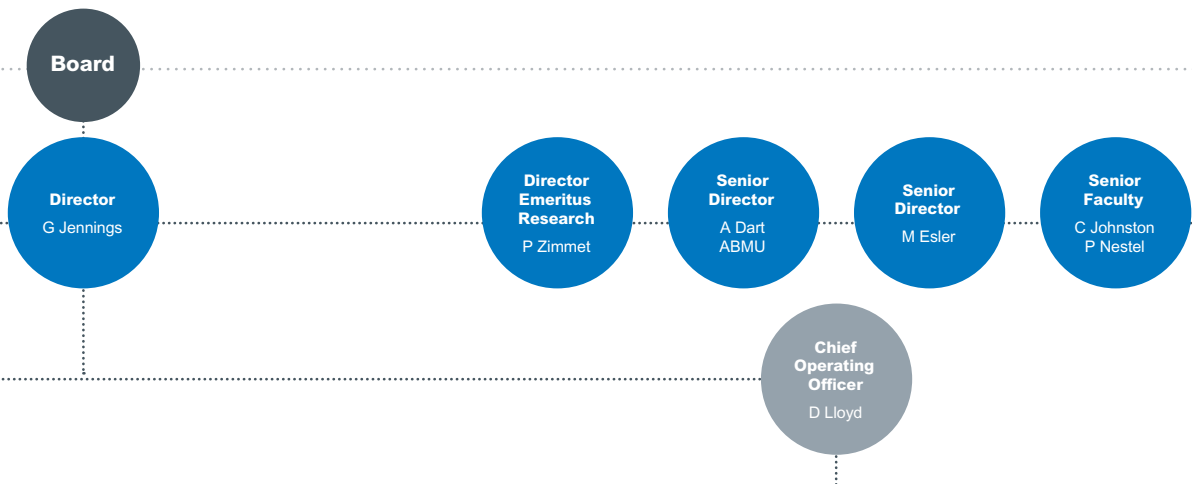 Board
Director
G Jennings
Director
Emeritus
Research
P Zimmet
Senior
Director
A Dart
ABMU
Senior
Director
M Esler
Senior
Faculty
C Johnston
P Nestel
Chief
Operating
Officer
D Lloyd